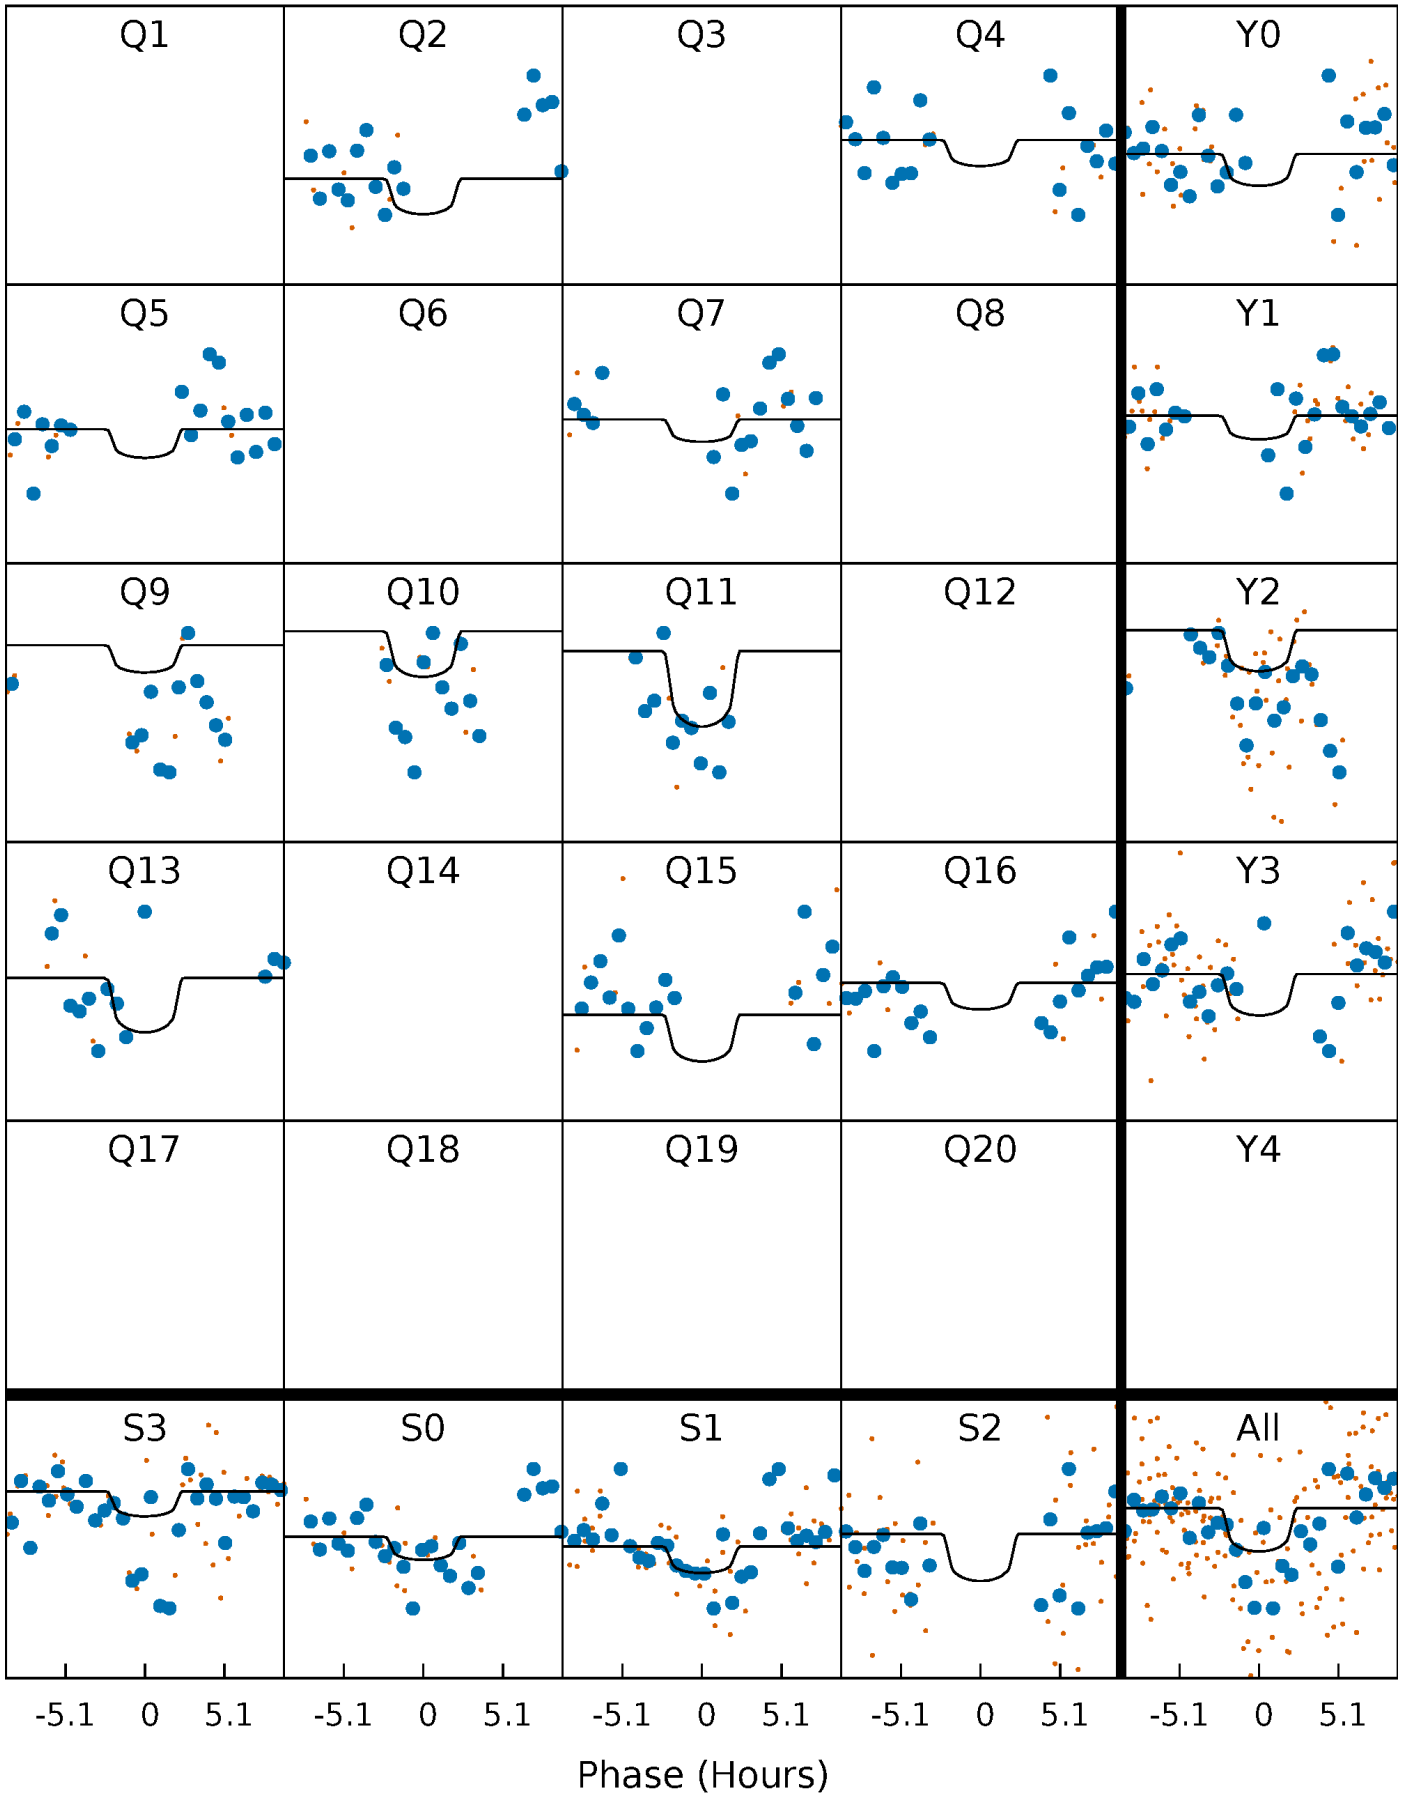 Q1 Q2 Q3 Q4 Y0
Q5 Q6 Q7 Q8 Y1
Q9 Q10 Q11 Q12 Y2
Q13 Q14 Q15 Q16 Y3
Q17 Q18 Q19 Q20 Y4
S3 S0 S1 S2 All
-5.1 0 5.1 -5.1 0 5.1 -5.1 0 5.1 -5.1 0 5.1 -5.1 0 5.1
Phase (Hours)